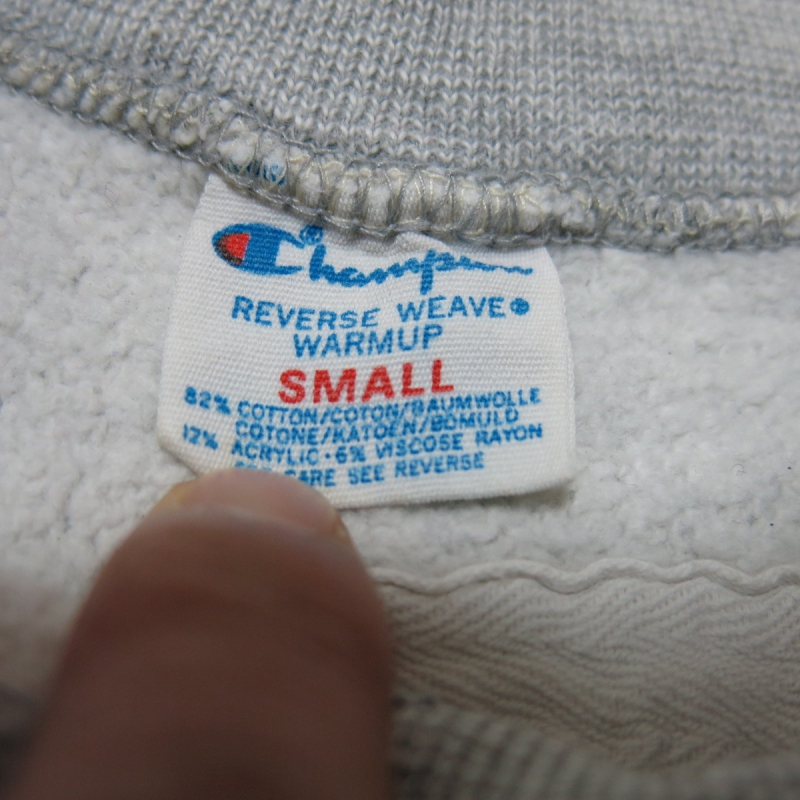 Champion
REVERSE WEAVE®
WARMUP
SMALL
82% COTTON/COTON/BAUMWOLLE
COTONE/KATOEN/BOMULD
12% ACRYLIC·6% VISCOSE RAYON
CARE SEE REVERSE